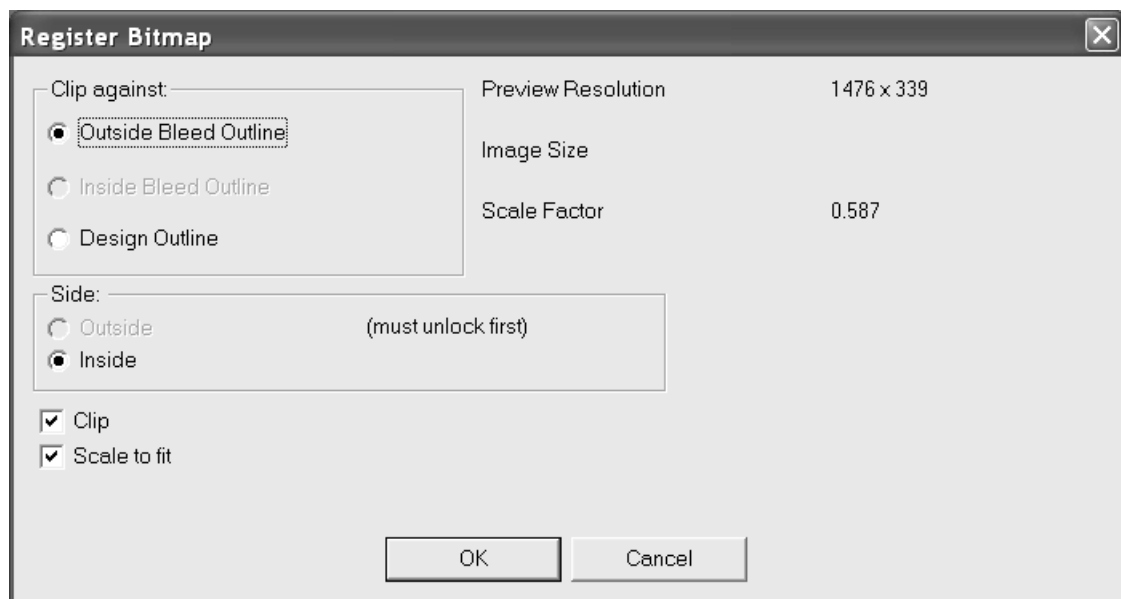 Register Bitmap
Clip against:
Outside Bleed Outline
Inside Bleed Outline
Design Outline
Preview Resolution 1476 x 339
Image Size
Scale Factor 0.587
Side:
Outside (must unlock first)
Inside
Clip
Scale to fit
OK Cancel